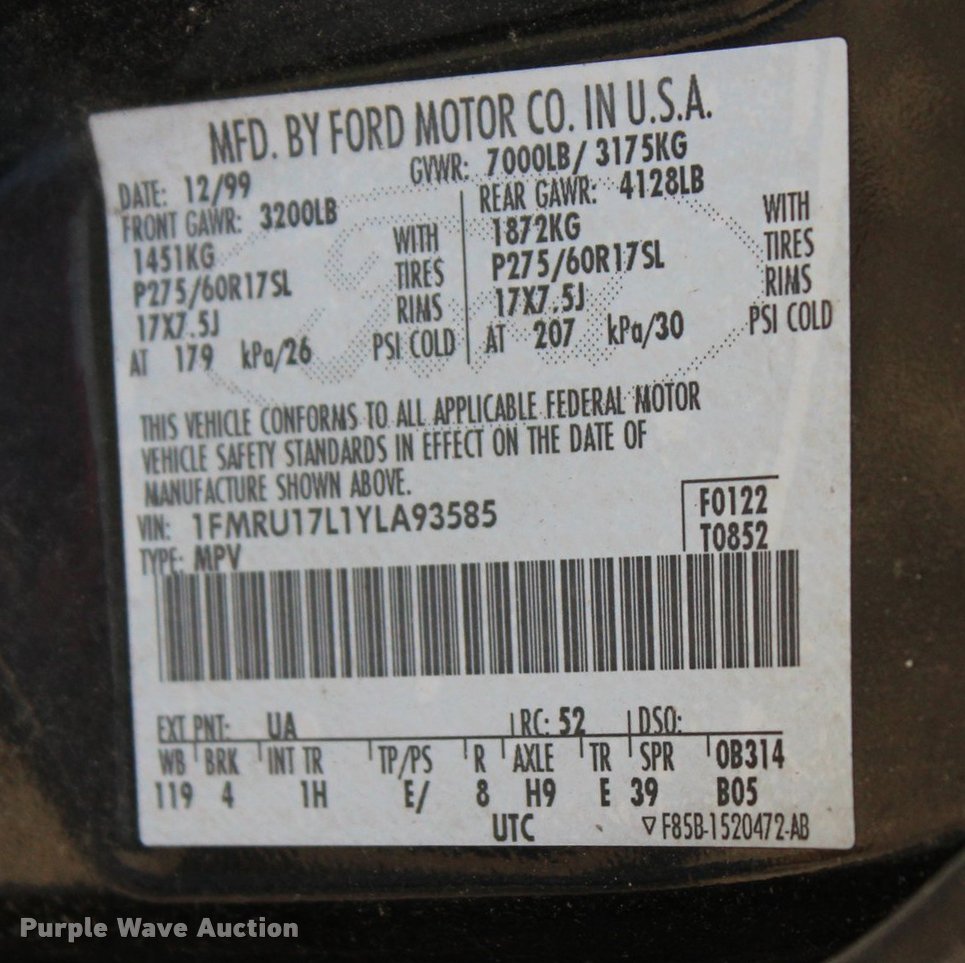 MFD. BY FORD MOTOR CO. IN U.S.A.
DATE: 12/99 GVWR: 7000LB/ 3175KG
FRONT GAWR: 3200LB REAR GAWR: 4128LB
1451KG WITH 1872KG WITH
P275/60R17SL TIRES P275/60R17SL TIRES
17X7.5J RIMS 17X7.5J RIMS
AT 179 kPa/26 PSI COLD AT 207 kPa/30 PSI COLD
THIS VEHICLE CONFORMS TO ALL APPLICABLE FEDERAL MOTOR
VEHICLE SAFETY STANDARDS IN EFFECT ON THE DATE OF
MANUFACTURE SHOWN ABOVE.
VIN: 1FMRU17L1YLA93585 F0122
TYPE: MPV T0852
EXT PNT: UA RC: 52 DSO:
WB BRK INT TR TP/PS R AXLE TR SPR OB314
119 4 1H E/ 8 H9 E 39 B05
UTC ▽ F85B-1520472-AB
Purple Wave Auction